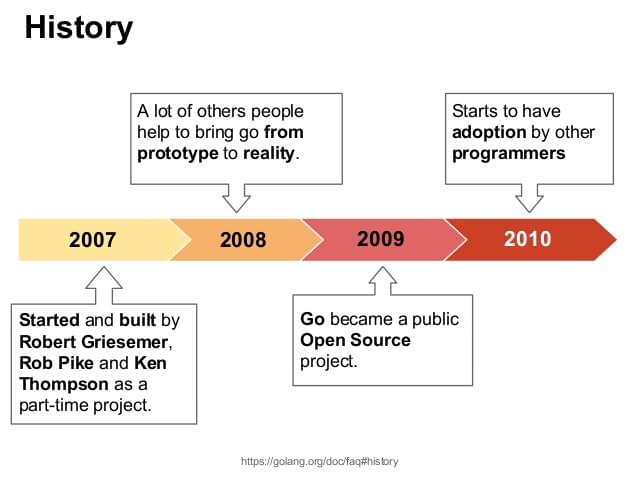 History
A lot of others people
help to bring go from
prototype to reality.
Starts to have
adoption by other
programmers
2007
2008
2009
2010
Started and built by
Robert Griesemer,
Rob Pike and Ken
Thompson as a
part-time project.
Go became a public
Open Source
project.
https://golang.org/doc/faq#history